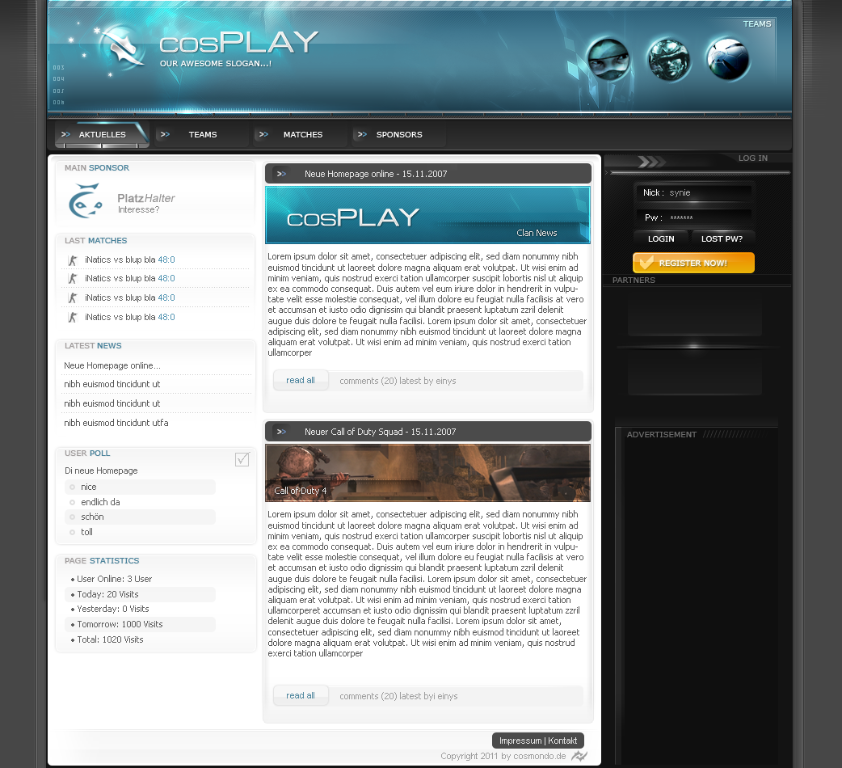 TEAMS
cosPLAY
OUR AWESOME SLOGAN...!
AKTUELLES
TEAMS
MATCHES
SPONSORS
MAIN SPONSOR
PlatzHalter
Interesse?
LAST MATCHES
iNatics vs blup bla 48:0
iNatics vs blup bla 48:0
iNatics vs blup bla 48:0
iNatics vs blup bla 48:0
LATEST NEWS
Neue Homepage online...
nibh euismod tincidunt ut
nibh euismod tincidunt ut
nibh euismod tincidunt utfa
USER POLL
Di neue Homepage
nice
endlich da
schön
toll
PAGE STATISTICS
• User Online: 3 User
• Today: 20 Visits
• Yesterday: 0 Visits
• Tomorrow: 1000 Visits
• Total: 1020 Visits
Neue Homepage online - 15.11.2007
cosPLAY
Clan News
Lorem ipsum dolor sit amet, consectetuer adipiscing elit, sed diam nonummy nibh
euismod tincidunt ut laoreet dolore magna aliquam erat volutpat. Ut wisi enim ad
minim veniam, quis nostrud exerci tation ullamcorper suscipit lobortis nisl ut aliquip
ex ea commodo consequat. Duis autem vel eum iriure dolor in hendrerit in vulpu-
tate velit esse molestie consequat, vel illum dolore eu feugiat nulla facilisis at vero
et accumsan et iusto odio dignissim qui blandit praesent luptatum zzril delenit
augue duis dolore te feugait nulla facilisi. Lorem ipsum dolor sit amet, consectetuer
adipiscing elit, sed diam nonummy nibh euismod tincidunt ut laoreet dolore magna
aliquam erat volutpat. Ut wisi enim ad minim veniam, quis nostrud exerci tation
ullamcorper
read all
comments (20) latest by einys
Neuer Call of Duty Squad - 15.11.2007
Call of Duty 4
Lorem ipsum dolor sit amet, consectetuer adipiscing elit, sed diam nonummy nibh
euismod tincidunt ut laoreet dolore magna aliquam erat volutpat. Ut wisi enim ad
minim veniam, quis nostrud exerci tation ullamcorper suscipit lobortis nisl ut aliquip
ex ea commodo consequat. Duis autem vel eum iriure dolor in hendrerit in vulpu-
tate velit esse molestie consequat, vel illum dolore eu feugiat nulla facilisis at vero
et accumsan et iusto odio dignissim qui blandit praesent luptatum zzril delenit
augue duis dolore te feugait nulla facilisi. Lorem ipsum dolor sit amet, consectetuer
adipiscing elit, sed diam nonummy nibh euismod tincidunt ut laoreet dolore magna
aliquam erat volutpat. Ut wisi enim ad minim veniam, quis nostrud exerci tation
ullamcorperet accumsan et iusto odio dignissim qui blandit praesent luptatum zzril
delenit augue duis dolore te feugait nulla facilisi. Lorem ipsum dolor sit amet,
consectetuer adipiscing elit, sed diam nonummy nibh euismod tincidunt ut laoreet
dolore magna aliquam erat volutpat. Ut wisi enim ad minim veniam, quis nostrud
exerci tation ullamcorper
read all
comments (20) latest byi einys
LOG IN
Nick : synie
Pw : *******
LOGIN
LOST PW?
REGISTER NOW!
PARTNERS
ADVERTISEMENT
Impressum | Kontakt
Copyright 2011 by cosmondo.de